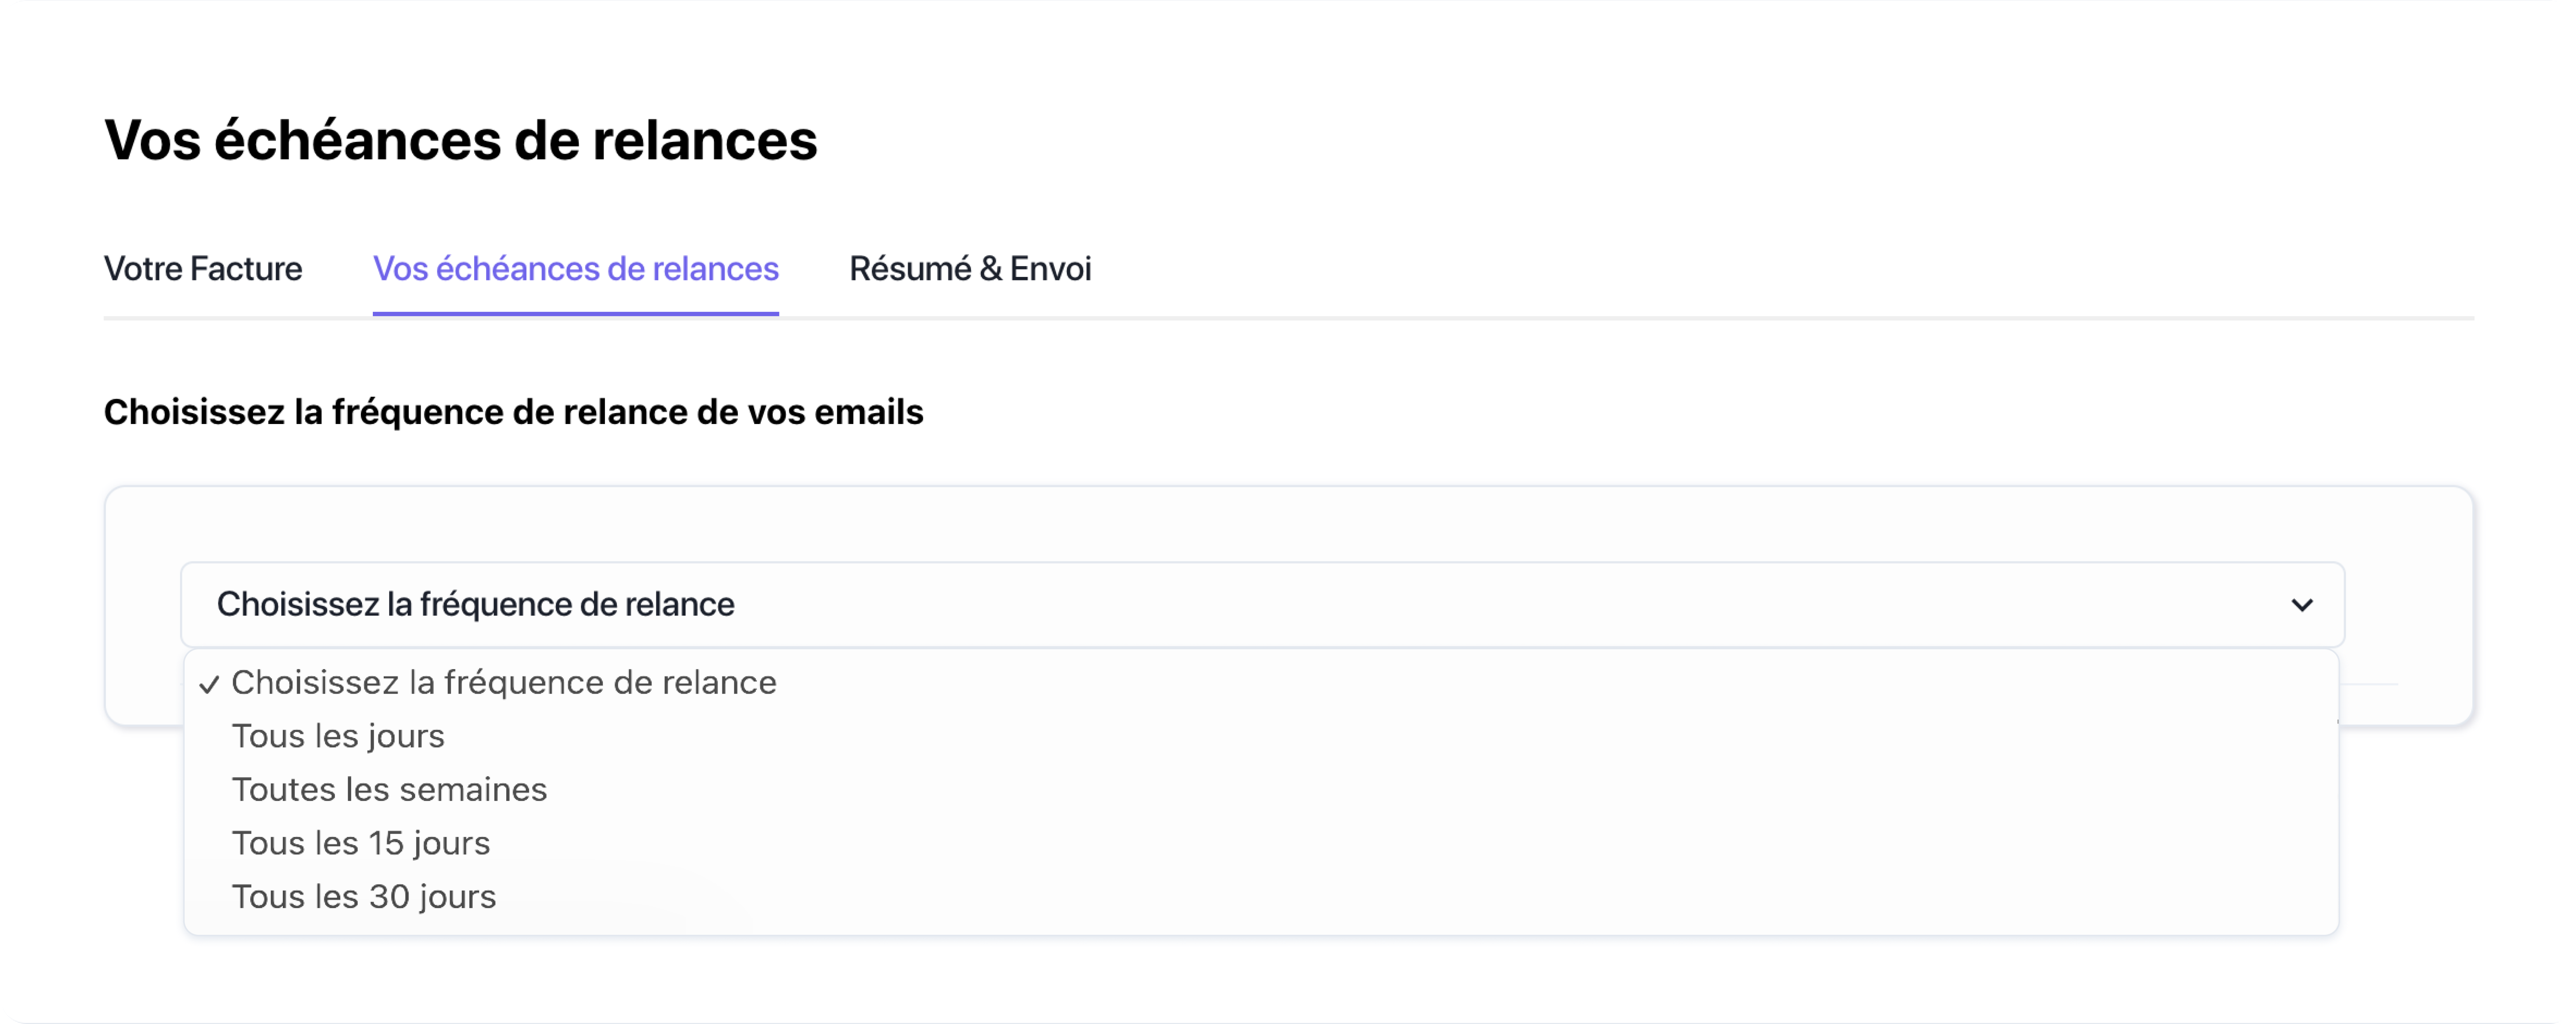 Vos échéances de relances
Votre Facture Vos échéances de relances Résumé & Envoi
Choisissez la fréquence de relance de vos emails
Choisissez la fréquence de relance
✓ Choisissez la fréquence de relance
Tous les jours
Toutes les semaines
Tous les 15 jours
Tous les 30 jours